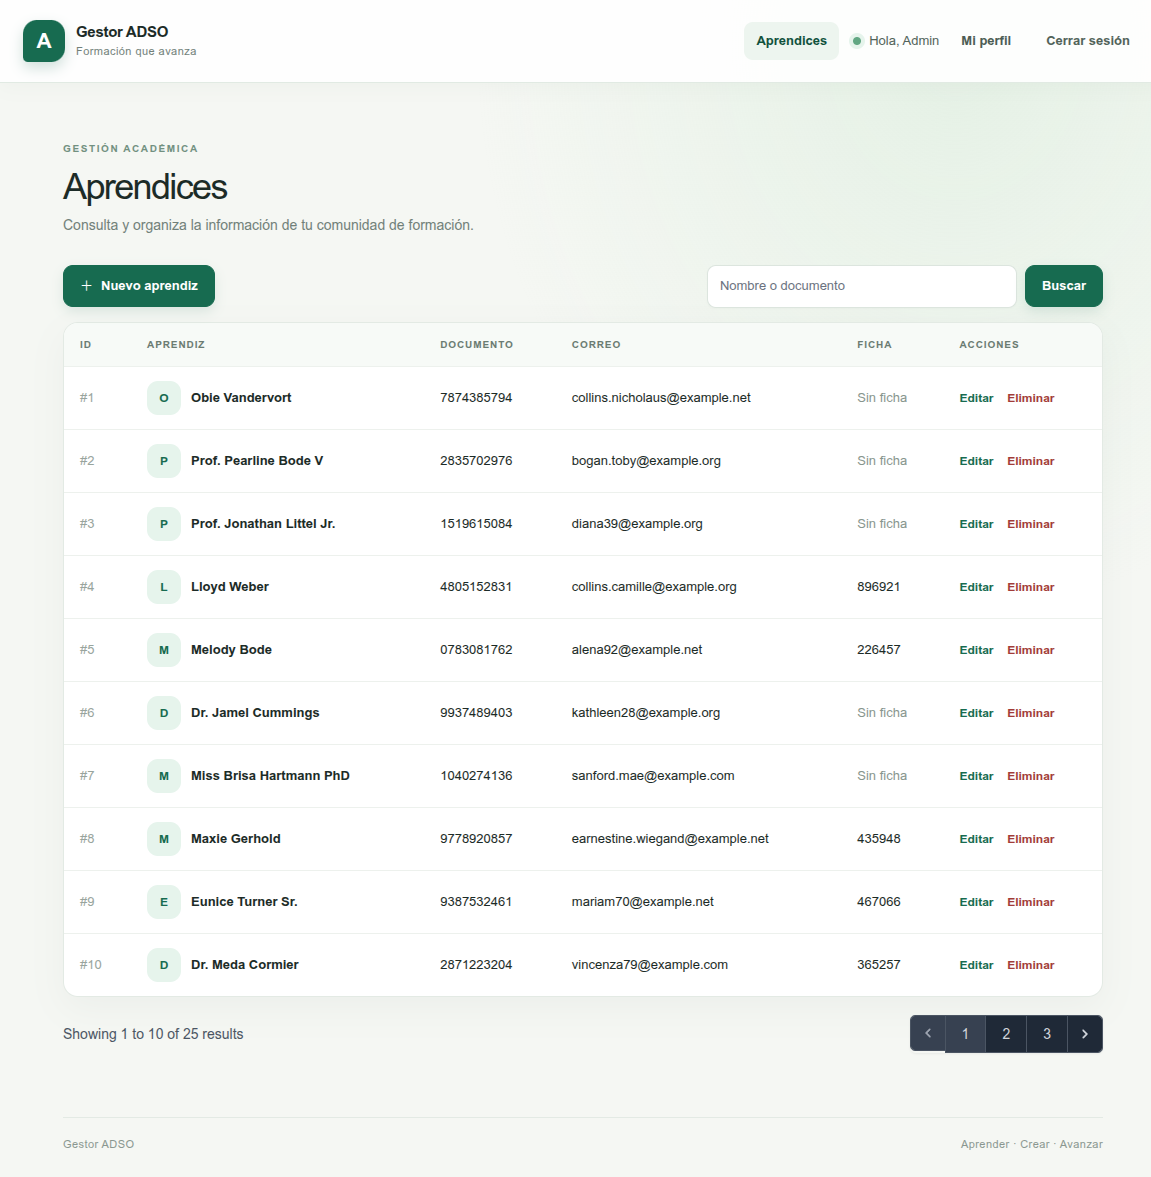 A
Gestor ADSO
Formación que avanza
Aprendices
Hola, Admin
Mi perfil
Cerrar sesión
GESTIÓN ACADÉMICA
Aprendices
Consulta y organiza la información de tu comunidad de formación.
+ Nuevo aprendiz
Nombre o documento
Buscar
ID APRENDIZ DOCUMENTO CORREO FICHA ACCIONES
#1 O Obie Vandervort 7874385794 collins.nicholaus@example.net Sin ficha Editar Eliminar
#2 P Prof. Pearline Bode V 2835702976 bogan.toby@example.org Sin ficha Editar Eliminar
#3 P Prof. Jonathan Littel Jr. 1519615084 diana39@example.org Sin ficha Editar Eliminar
#4 L Lloyd Weber 4805152831 collins.camille@example.org 896921 Editar Eliminar
#5 M Melody Bode 0783081762 alena92@example.net 226457 Editar Eliminar
#6 D Dr. Jamel Cummings 9937489403 kathleen28@example.org Sin ficha Editar Eliminar
#7 M Miss Brisa Hartmann PhD 1040274136 sanford.mae@example.com Sin ficha Editar Eliminar
#8 M Maxie Gerhold 9778920857 earnestine.wiegand@example.net 435948 Editar Eliminar
#9 E Eunice Turner Sr. 9387532461 mariam70@example.net 467066 Editar Eliminar
#10 D Dr. Meda Cormier 2871223204 vincenza79@example.com 365257 Editar Eliminar
Showing 1 to 10 of 25 results
‹ 1 2 3 ›
Gestor ADSO
Aprender · Crear · Avanzar